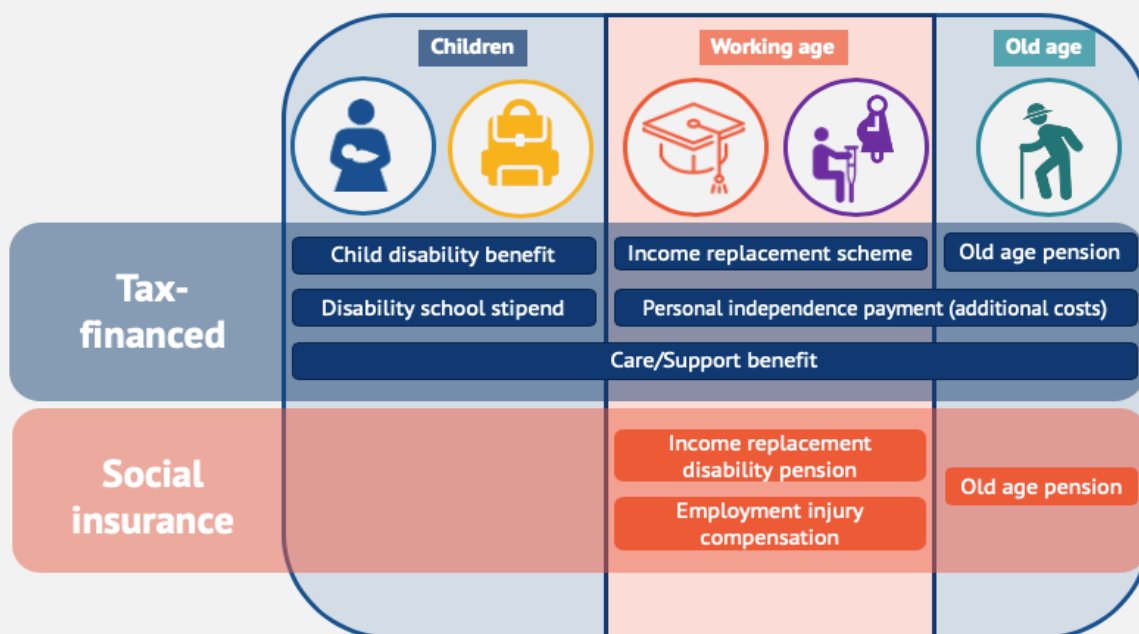 Children
Working age
Old age
Tax-
financed
Child disability benefit
Income replacement scheme
Old age pension
Disability school stipend
Personal independence payment (additional costs)
Care/Support benefit
Social
insurance
Income replacement
disability pension
Old age pension
Employment injury
compensation